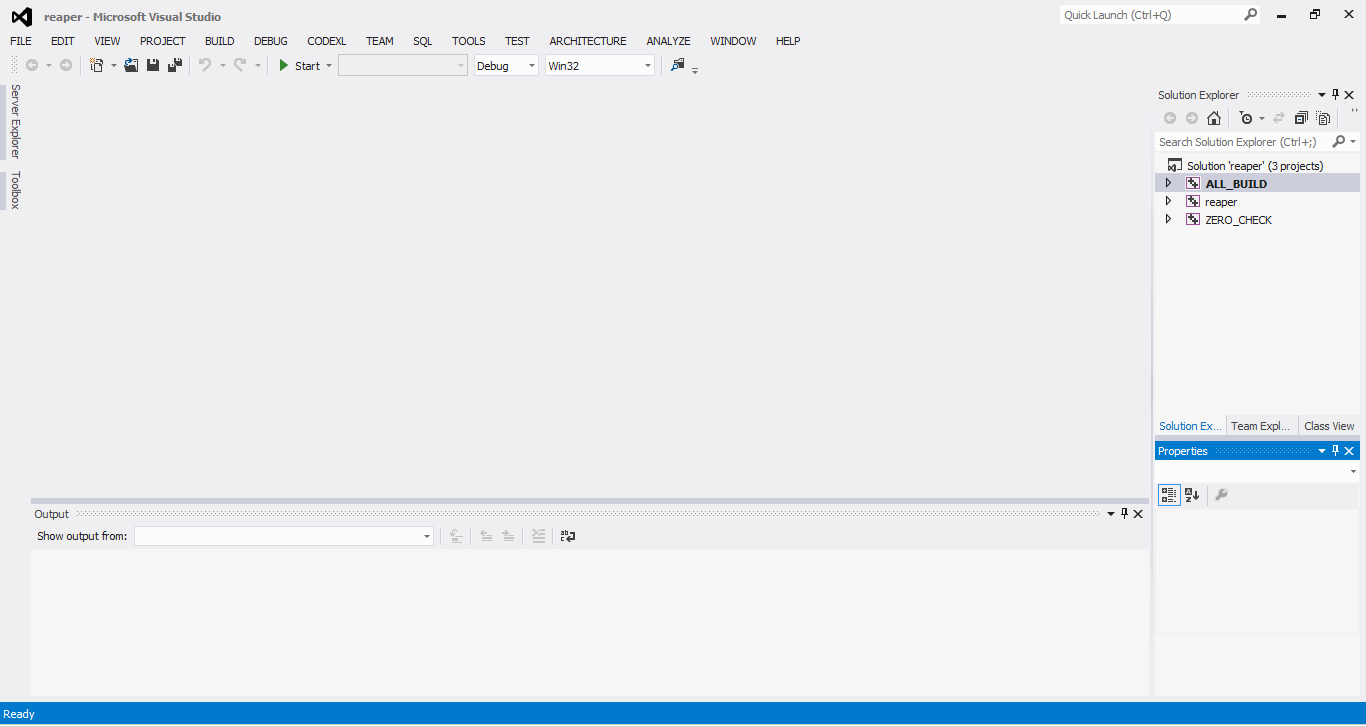 reaper - Microsoft Visual Studio
Quick Launch (Ctrl+Q)
FILE EDIT VIEW PROJECT BUILD DEBUG CODEXL TEAM SQL TOOLS TEST ARCHITECTURE ANALYZE WINDOW HELP
Start Debug Win32
Server Explorer
Toolbox
Solution Explorer
Search Solution Explorer (Ctrl+;)
Solution 'reaper' (3 projects)
ALL_BUILD
reaper
ZERO_CHECK
Solution Ex... Team Expl... Class View
Properties
Output
Show output from:
Ready